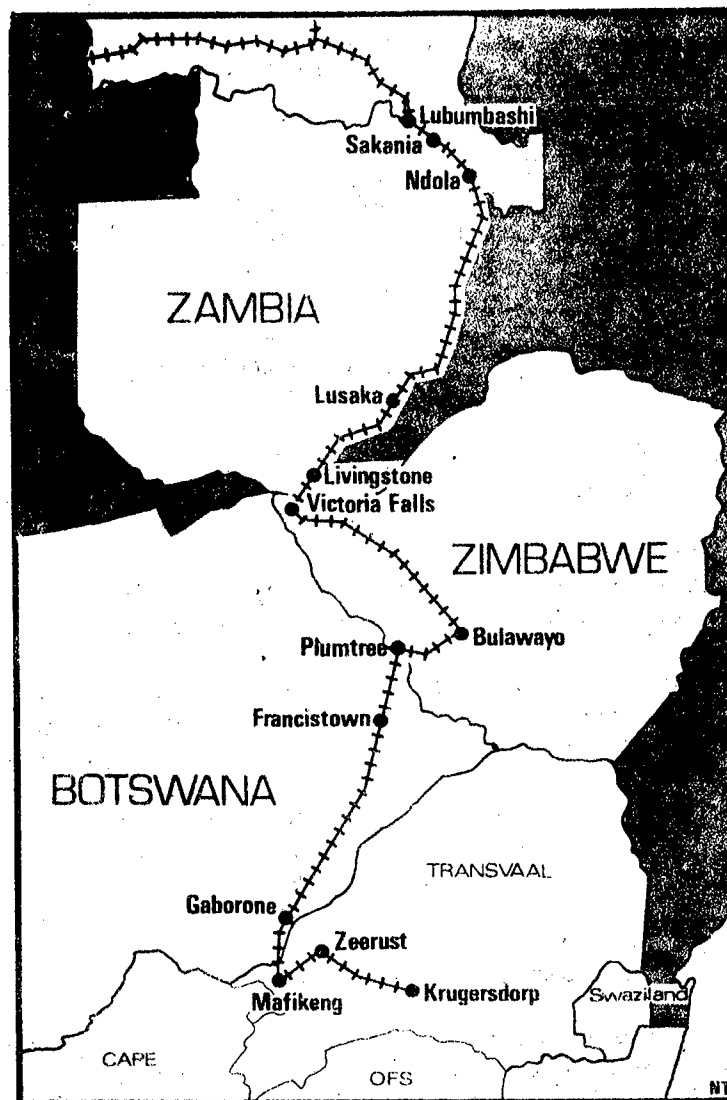 Lubumbashi
Sakania
Ndola
ZAMBIA
Lusaka
Livingstone
Victoria Falls
ZIMBABWE
Plumtree
Bulawayo
Francistown
BOTSWANA
TRANSVAAL
Gaborone
Zeerust
Mafikeng
Krugersdorp
Swaziland
CAPE
OFS